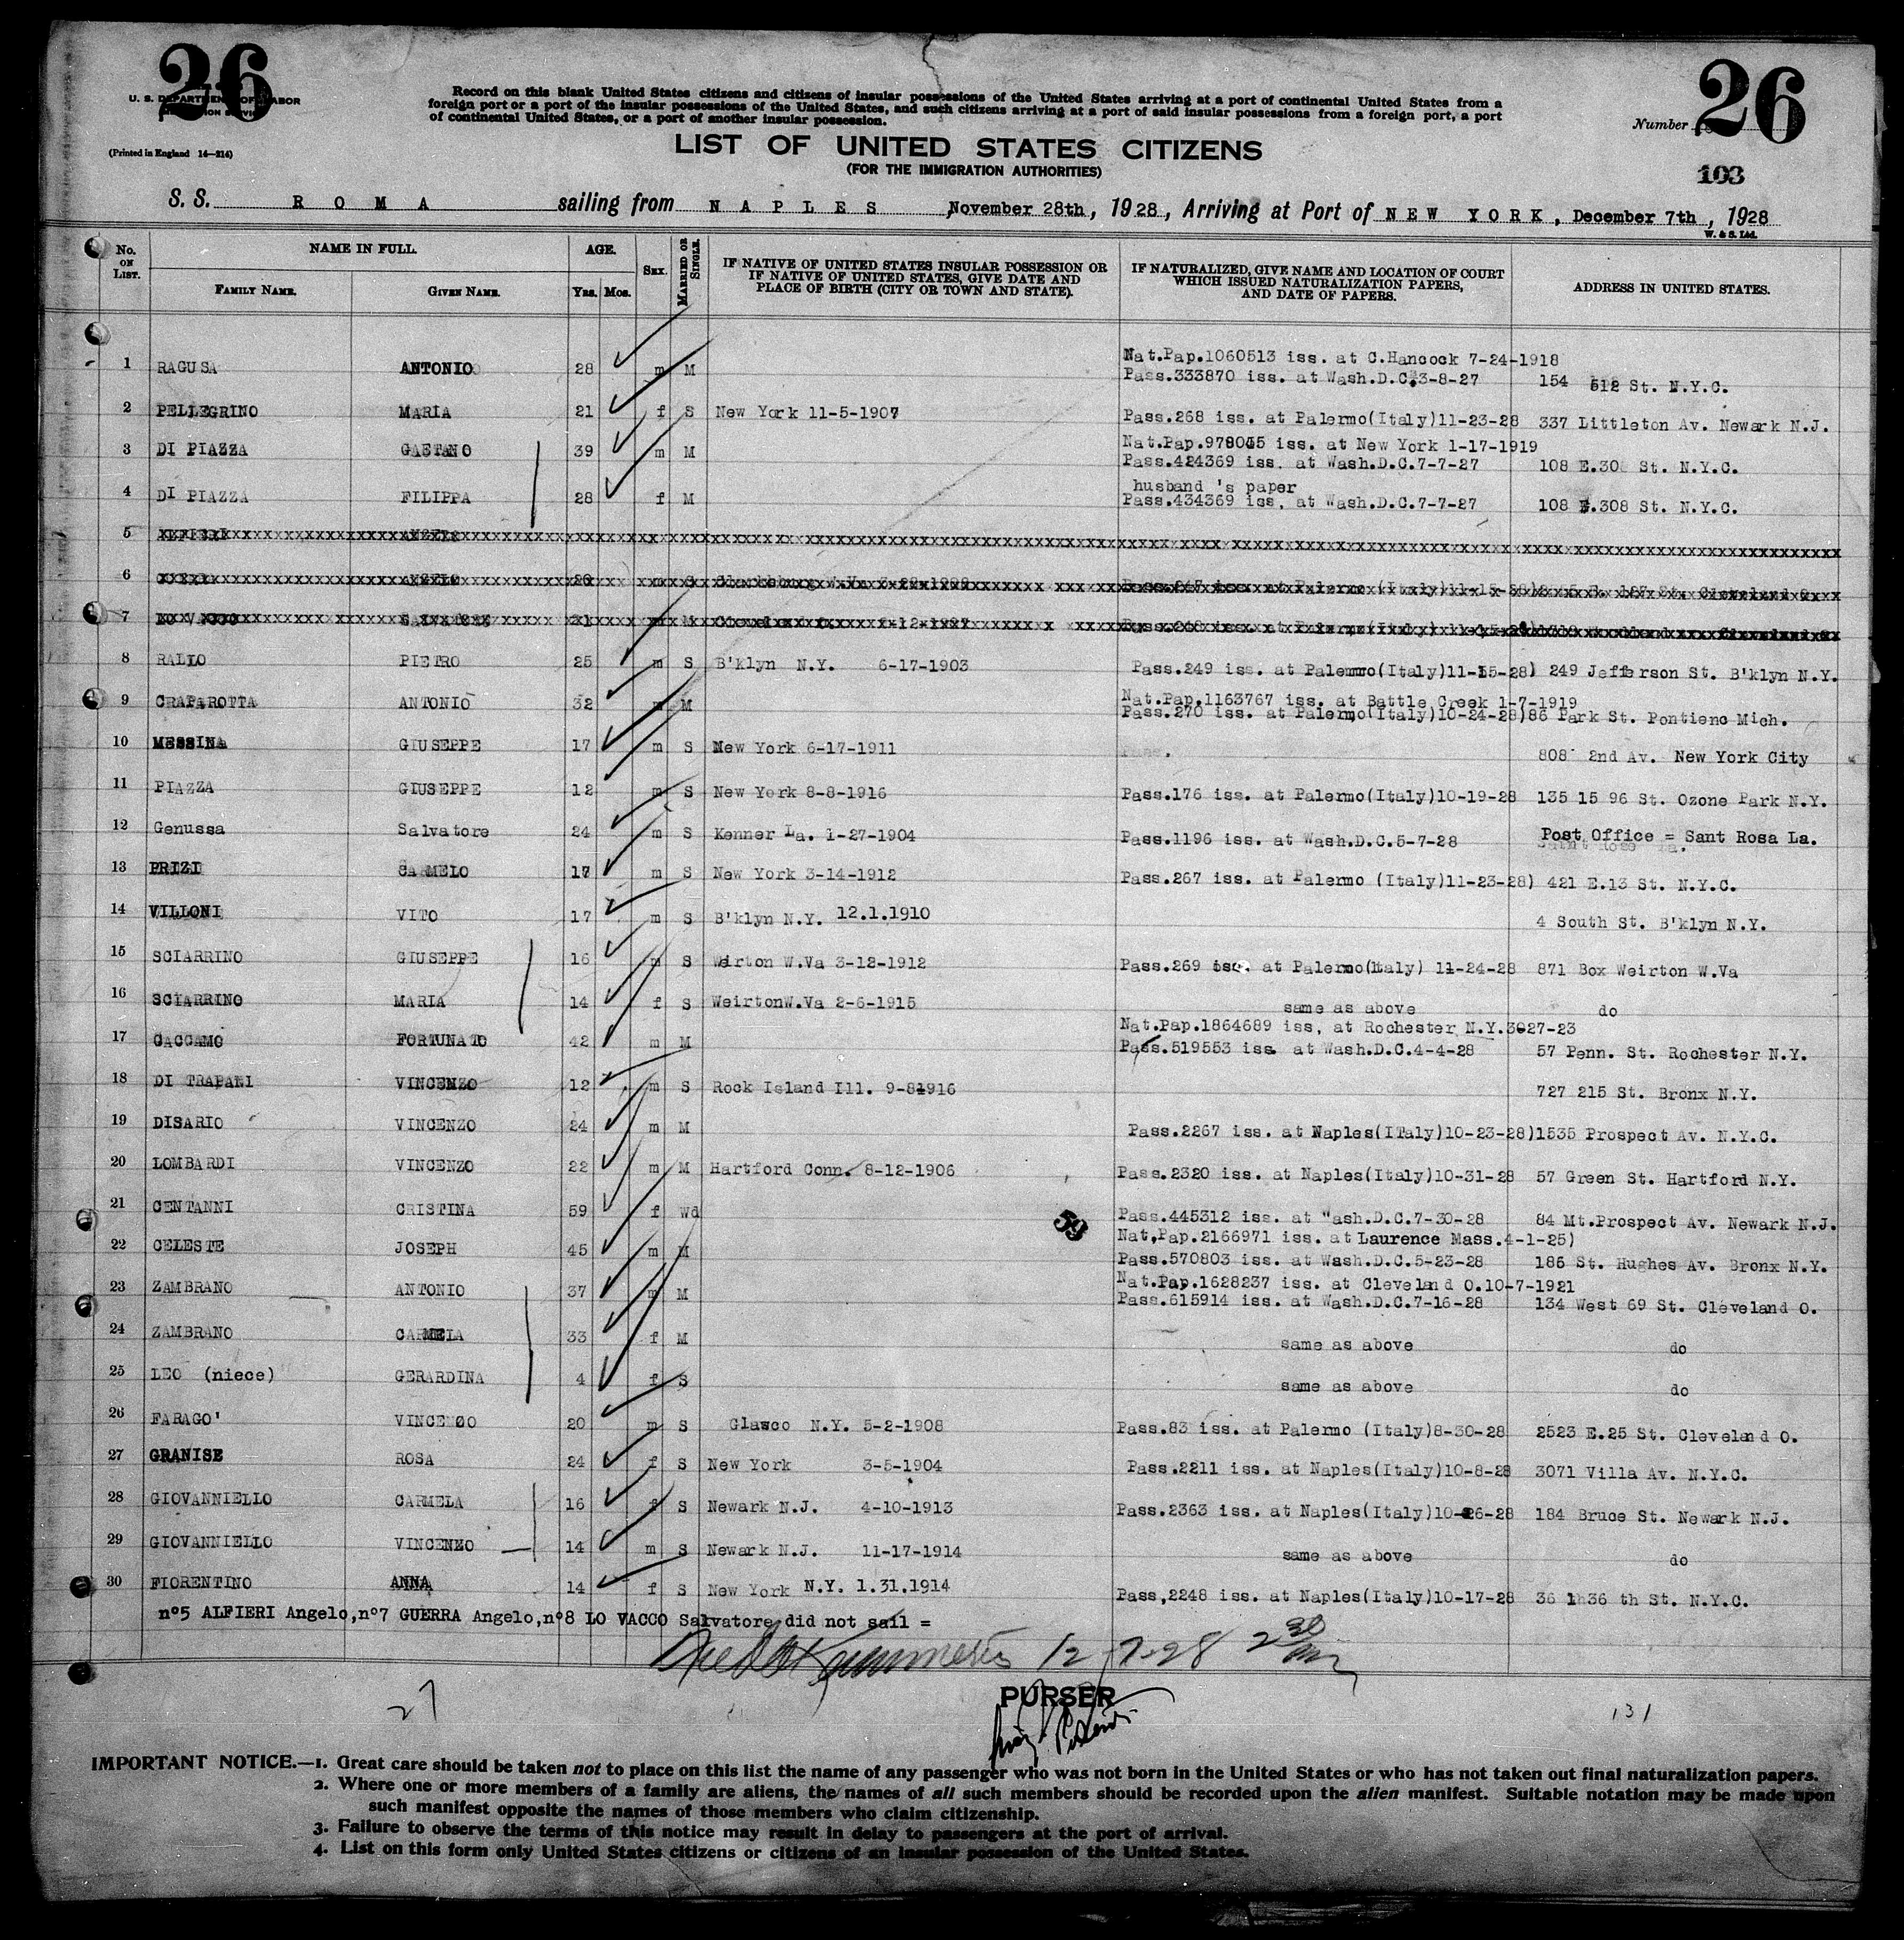 26
26
U. S. DEPARTMENT OF LABOR
Record on this blank United States citizens and citizens of insular possessions of the United States arriving at a port of continental United States from a
foreign port or a port of the insular possessions of the United States, and such citizens arriving at a port of said insular possessions from a foreign port, a port
of continental United States, or a port of another insular possession.
Number
(Printed in England 14—214)
LIST OF UNITED STATES CITIZENS
(FOR THE IMMIGRATION AUTHORITIES)
103
S. S. R O M A sailing from N A P L E S , November 28th, 1928, Arriving at Port of NEW YORK, December 7th, 1928
W. & S. Ltd.
No. ON LIST.
NAME IN FULL.
FAMILY NAME.
GIVEN NAME.
AGE.
Yrs.
Mos.
SEX.
MARRIED OR SINGLE.
IF NATIVE OF UNITED STATES INSULAR POSSESSION OR
IF NATIVE OF UNITED STATES, GIVE DATE AND
PLACE OF BIRTH (CITY OR TOWN AND STATE).
IF NATURALIZED, GIVE NAME AND LOCATION OF COURT
WHICH ISSUED NATURALIZATION PAPERS,
AND DATE OF PAPERS.
ADDRESS IN UNITED STATES.
Nat.Pap.1060513 iss. at C.Hancock 7-24-1918
1 RAGUSA ANTONIO 28 m M Pass.333870 iss. at Wash.D.C.3-8-27 154 512 St. N.Y.C.
2 PELLEGRINO MARIA 21 f S New York 11-5-1907 Pass.268 iss. at Palermo(Italy)11-23-28 337 Littleton Av. Newark N.J.
Nat.Pap.978045 iss. at New York 1-17-1919
3 DI PIAZZA GAETANO 39 m M Pass.424369 iss. at Wash.D.C.7-7-27 108 E.30 St. N.Y.C.
husband 's paper
4 DI PIAZZA FILIPPA 28 f M Pass.434369 iss. at Wash.D.C.7-7-27 108 E.308 St. N.Y.C.
5
6
7
8 RALLO PIETRO 25 m S B'klyn N.Y. 6-17-1903 Pass.249 iss. at Palermo(Italy)11-15-28) 249 Jefferson St. B'klyn N.Y.
Nat.Pap.1163767 iss. at Battle Creek 1-7-1919
9 CRAPAROTTA ANTONIO 32 m M Pass.270 iss. at Palermo(Italy)10-24-28)86 Park St. Pontienc Mich.
10 MESSINA GIUSEPPE 17 m S New York 6-17-1911 Pass. 808 2nd Av. New York City
11 PIAZZA GIUSEPPE 12 m S New York 8-8-1916 Pass.176 iss. at Palermo(Italy)10-19-28 135 15 96 St. Ozone Park N.Y.
12 Genussa Salvatore 24 m S Kenner La. 1-27-1904 Pass.1196 iss. at Wash.D.C.5-7-28 Post Office = Sant Rosa La.
Saint Rose La.
13 PRIZI CARMELO 17 m S New York 3-14-1912 Pass.267 iss. at Palermo (Italy)11-23-28) 421 E.13 St. N.Y.C.
14 VILLONI VITO 17 m S B'klyn N.Y. 12.1.1910 4 South St. B'klyn N.Y.
15 SCIARRINO GIUSEPPE 16 m S Weirton W.Va 3-12-1912 Pass.269 iss. at Palermo(Italy) 11-24-28 871 Box Weirton W.Va
16 SCIARRINO MARIA 14 f S WeirtonW.Va 2-6-1915 same as above do
Nat.Pap.1864689 iss, at Rochester N.Y.3027-23
17 CACCAMO FORTUNATO 42 m M Pass.519553 iss. at Wash.D.C.4-4-28 57 Penn. St. Rochester N.Y.
18 DI TRAPANI VINCENZO 12 m S Rock Island Ill. 9-81916 727 215 St. Bronx N.Y.
19 DISARIO VINCENZO 24 m M Pass.2267 iss. at Naples(ITaly)10-23-28)1535 Prospect Av. N.Y.C.
20 LOMBARDI VINCENZO 22 m M Hartford Conn. 8-12-1906 Pass.2320 iss. at Naples(Italy)10-31-28 57 Green St. Hartford N.Y.
21 CENTANNI CRISTINA 59 f Wd 59 Pass.445312 iss. at "ash.D.C.7-30-28 84 Mt.Prospect Av. Newark N.J.
Nat.Pap.2166971 iss. at Laurence Mass.4-1-25)
22 CELESTE JOSEPH 45 m M Pass.570803 iss. at Wash.D.C.5-23-28 186 St. Hughes Av. Bronx N.Y.
Nat.Pap.1628237 iss. at Cleveland O.10-7-1921
23 ZAMBRANO ANTONIO 37 m M Pass.615914 iss. at Wash.D.C.7-16-28 134 West 69 St. Cleveland O.
24 ZAMBRANO CARMELA 33 f M same as above do
25 LEO (niece) GERARDINA 4 f S same as above do
26 FARAGO' VINCENZO 20 m S Glasco N.Y. 5-2-1908 Pass.83 iss. at Palermo (Italy)8-30-28 2523 E.25 St. Cleveland O.
27 GRANISE ROSA 24 f S New York 3-5-1904 Pass.2211 iss. at Naples(Italy)10-8-28 3071 Villa Av. N.Y.C.
28 GIOVANNIELLO CARMELA 16 f S Newark N.J. 4-10-1913 Pass.2363 iss. at Naples(Italy)10-26-28 184 Bruce St. Newark N.J.
29 GIOVANNIELLO VINCENZO 14 m S Newark N.J. 11-17-1914 same as above do
30 FIORENTINO ANNA 14 f S New York N.Y. 1.31.1914 Pass,2248 iss. at Naples(Italy)10-17-28 36 1h36 th St. N.Y.C.
n°5 ALFIERI Angelo,n°7 GUERRA Angelo,n°8 LO VACCO Salvatore did not sail =
12-7-28 2 30
PURSER
27
131
IMPORTANT NOTICE.—1. Great care should be taken not to place on this list the name of any passenger who was not born in the United States or who has not taken out final naturalization papers.
2. Where one or more members of a family are aliens, the names of all such members should be recorded upon the alien manifest. Suitable notation may be made upon
such manifest opposite the names of those members who claim citizenship.
3. Failure to observe the terms of this notice may result in delay to passengers at the port of arrival.
4. List on this form only United States citizens or citizens of an insular possession of the United States.